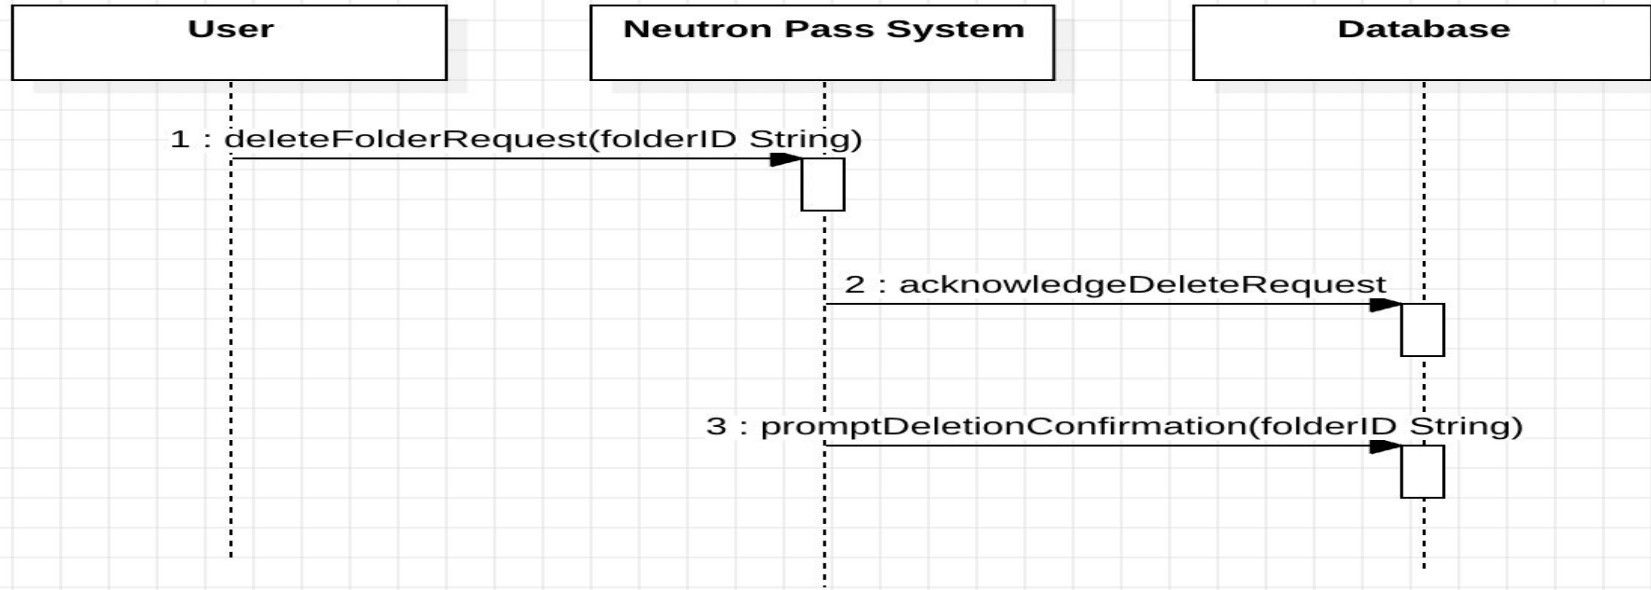 User
Neutron Pass System
Database
1 : deleteFolderRequest(folderID String)
2 : acknowledgeDeleteRequest
3 : promptDeletionConfirmation(folderID String)